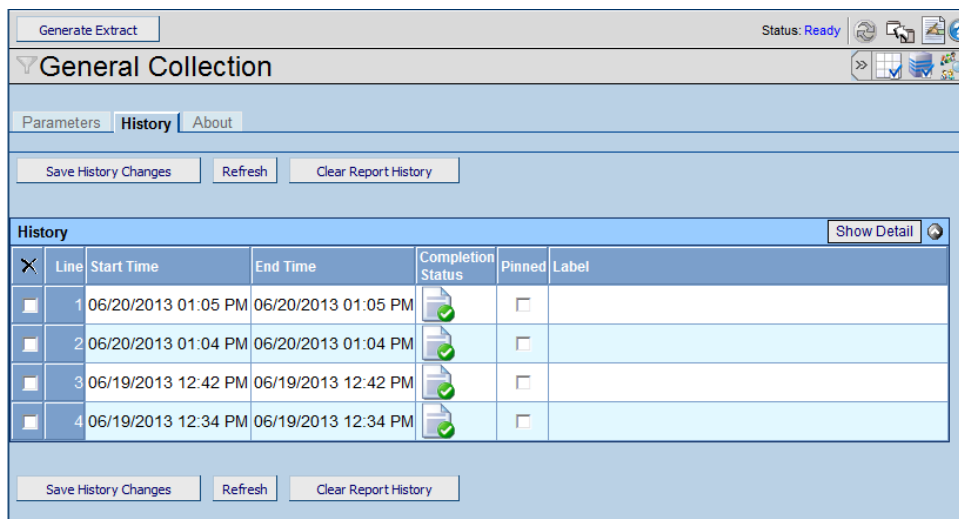 Generate Extract
Status: Ready
General Collection
Parameters History About
Save History Changes Refresh Clear Report History
History Show Detail
Line Start Time End Time Completion Status Pinned Label
1 06/20/2013 01:05 PM 06/20/2013 01:05 PM
2 06/20/2013 01:04 PM 06/20/2013 01:04 PM
3 06/19/2013 12:42 PM 06/19/2013 12:42 PM
4 06/19/2013 12:34 PM 06/19/2013 12:34 PM
Save History Changes Refresh Clear Report History